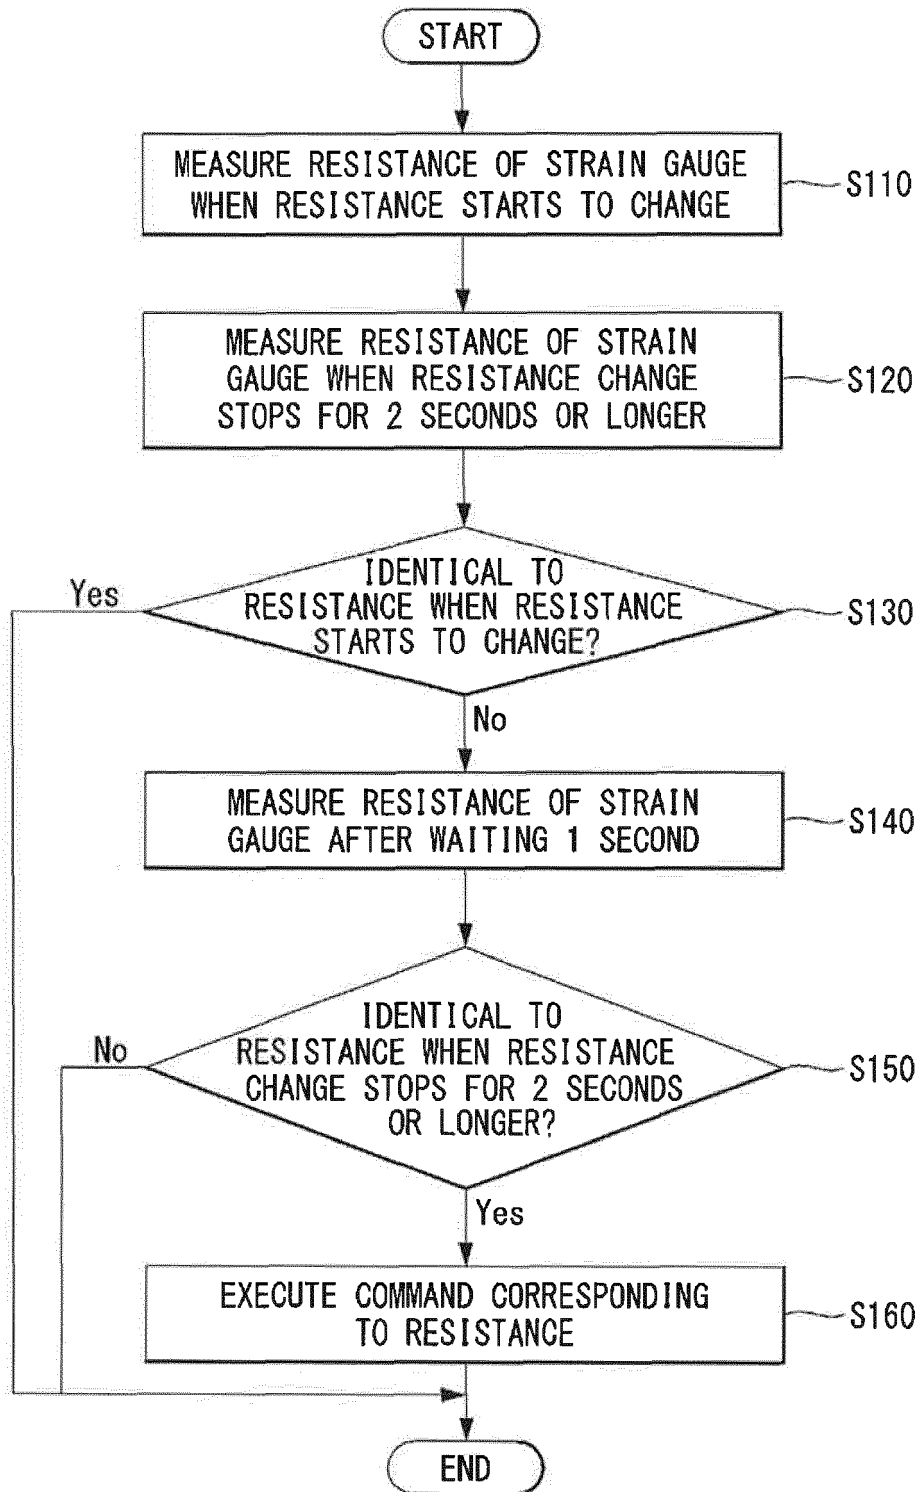 START
MEASURE RESISTANCE OF STRAIN GAUGE
WHEN RESISTANCE STARTS TO CHANGE
S110
MEASURE RESISTANCE OF STRAIN
GAUGE WHEN RESISTANCE CHANGE
STOPS FOR 2 SECONDS OR LONGER
S120
IDENTICAL TO
RESISTANCE WHEN RESISTANCE
STARTS TO CHANGE?
S130
Yes
No
MEASURE RESISTANCE OF STRAIN
GAUGE AFTER WAITING 1 SECOND
S140
IDENTICAL TO
RESISTANCE WHEN RESISTANCE
CHANGE STOPS FOR 2 SECONDS
OR LONGER?
S150
No
Yes
EXECUTE COMMAND CORRESPONDING
TO RESISTANCE
S160
END